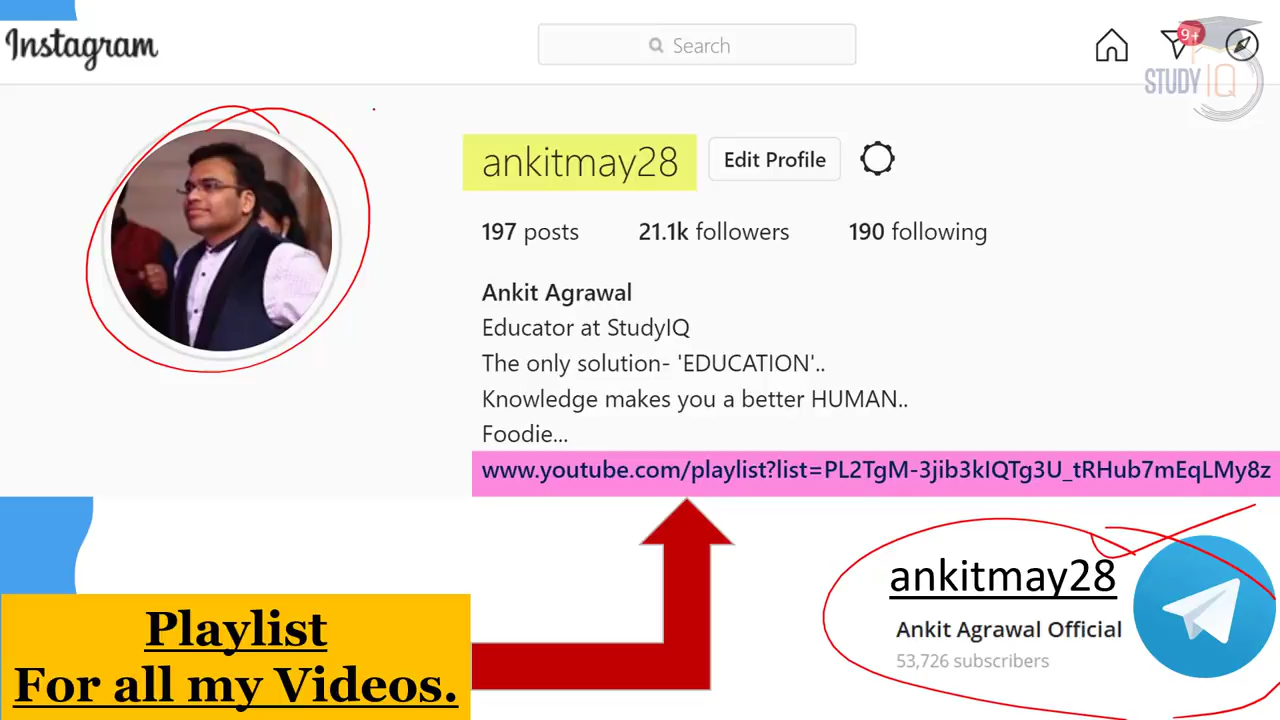 Instagram
Search
9+
STUDY IQ
ankitmay28
Edit Profile
197 posts 21.1k followers 190 following
Ankit Agrawal
Educator at StudyIQ
The only solution- 'EDUCATION'..
Knowledge makes you a better HUMAN..
Foodie...
www.youtube.com/playlist?list=PL2TgM-3jib3kIQTg3U_tRHub7mEqLMy8z
ankitmay28
Ankit Agrawal Official
53,726 subscribers
Playlist
For all my Videos.